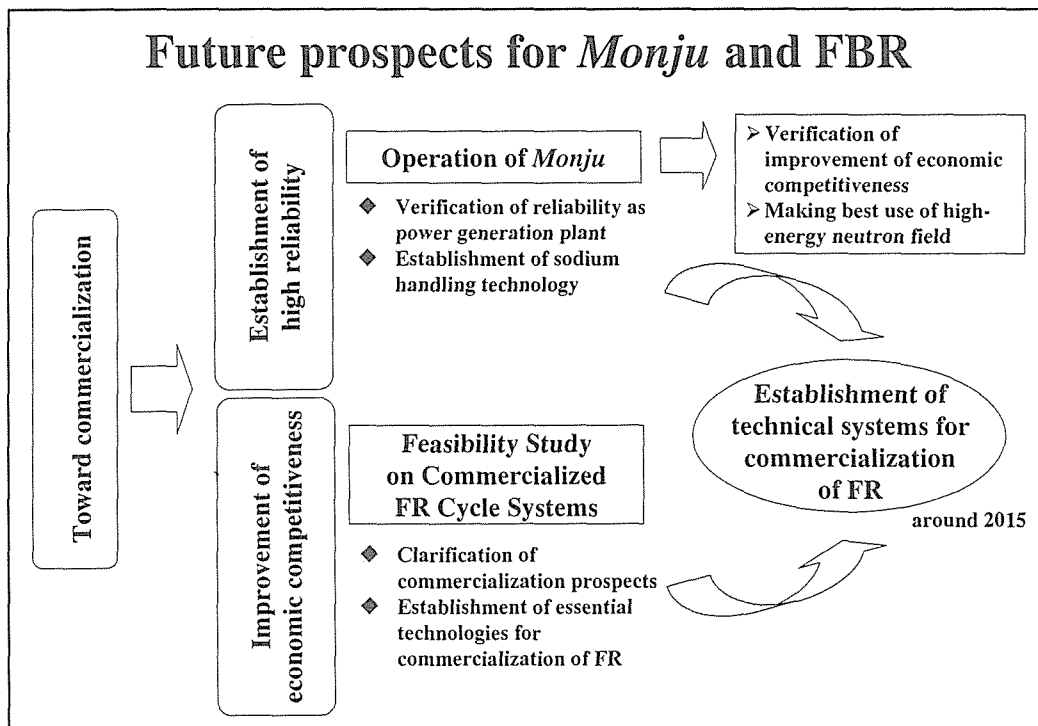 Future prospects for Monju and FBR
Toward commercialization
Establishment of
high reliability
Operation of Monju
◆ Verification of reliability as
power generation plant
◆ Establishment of sodium
handling technology
➢ Verification of
improvement of economic
competitiveness
➢ Making best use of high-
energy neutron field
Improvement of
economic competitiveness
Feasibility Study
on Commercialized
FR Cycle Systems
◆ Clarification of
commercialization prospects
◆ Establishment of essential
technologies for
commercialization of FR
Establishment of
technical systems for
commercialization
of FR
around 2015